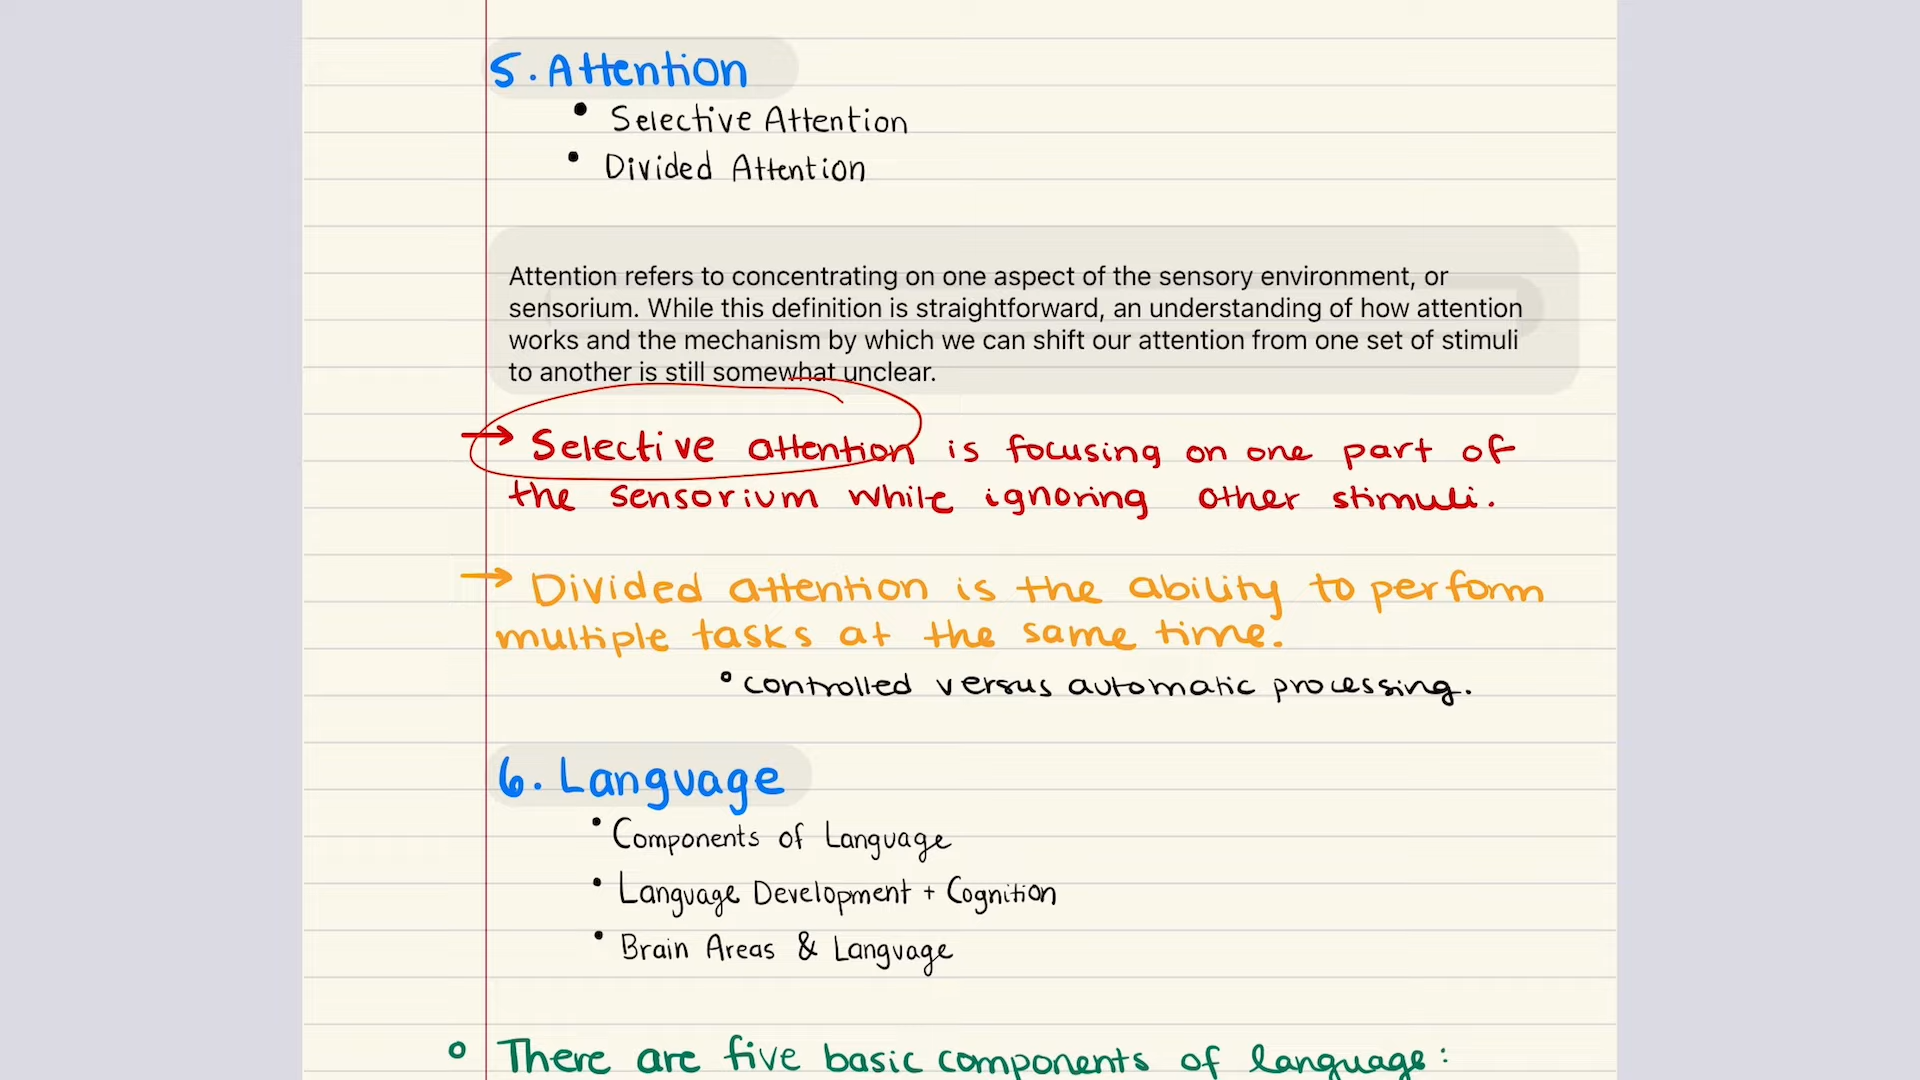 5. Attention
• Selective Attention
• Divided Attention
Attention refers to concentrating on one aspect of the sensory environment, or
sensorium. While this definition is straightforward, an understanding of how attention
works and the mechanism by which we can shift our attention from one set of stimuli
to another is still somewhat unclear.
→ Selective attention is focusing on one part of
the sensorium while ignoring other stimuli.
→ Divided attention is the ability to perform
multiple tasks at the same time.
° controlled versus automatic processing.
6. Language
• Components of Language
• Language Development + Cognition
• Brain Areas & Language
° There are five basic components of language: